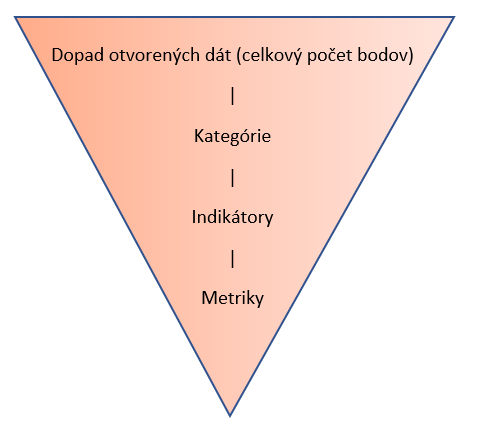 Dopad otvorených dát (celkový počet bodov)
|
Kategórie
|
Indikátory
|
Metriky